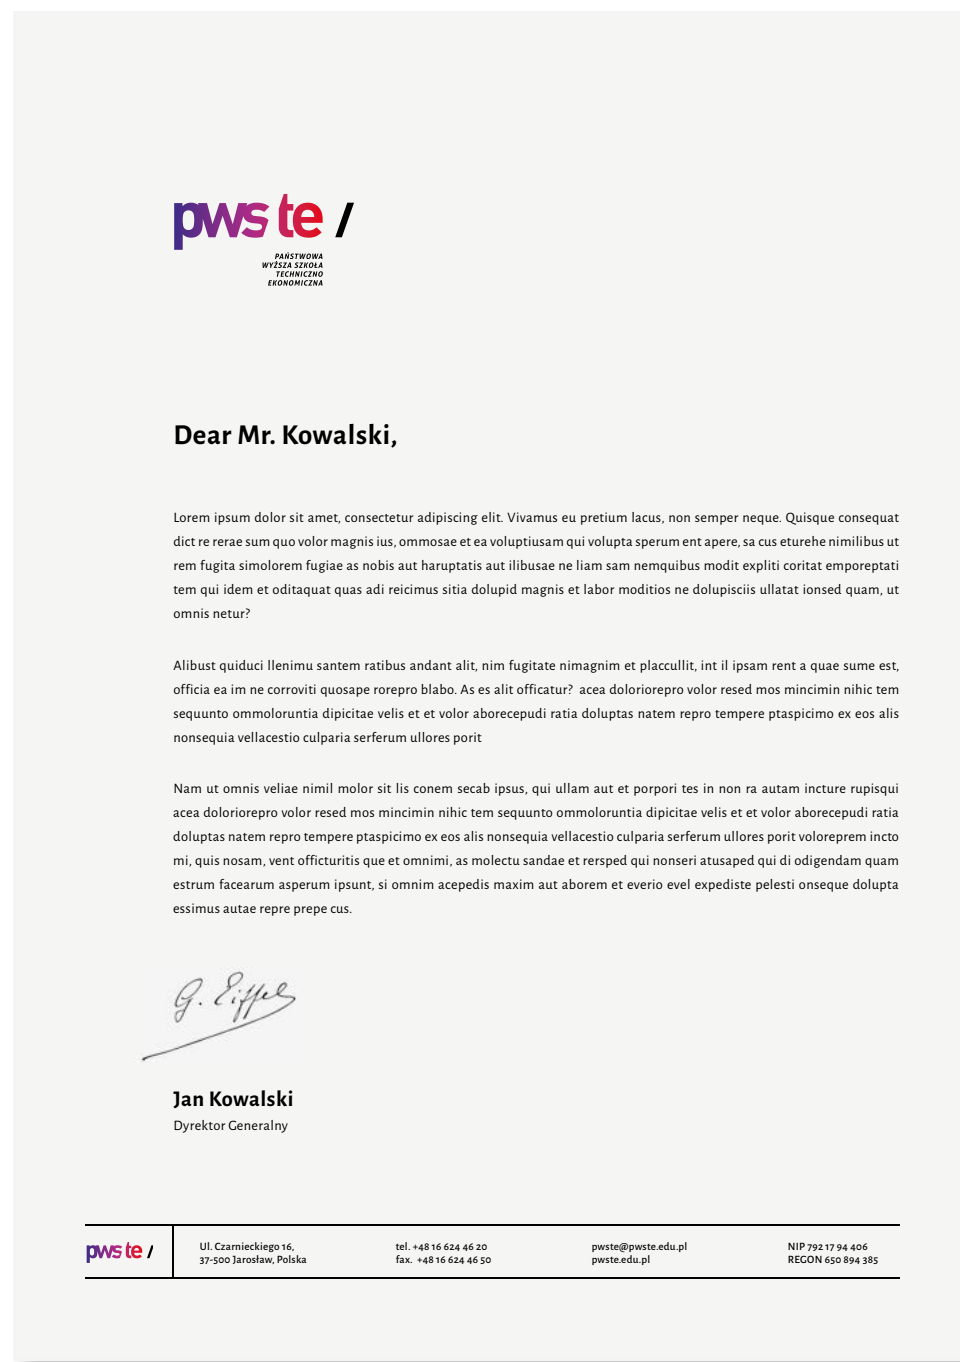 pwste /
PAŃSTWOWA
WYŻSZA SZKOŁA
TECHNICZNO
EKONOMICZNA
Dear Mr. Kowalski,
Lorem ipsum dolor sit amet, consectetur adipiscing elit. Vivamus eu pretium lacus, non semper neque. Quisque consequat
dict re rerae sum quo volor magnis ius, ommosae et ea voluptiusam qui volupta sperum ent apere, sa cus eturehe nimilibus ut
rem fugita simolorem fugiae as nobis aut haruptatis aut ilibusae ne liam sam nemquibus modit expliti coritat emporeptati
tem qui idem et oditaquat quas adi reicimus sitia dolupid magnis et labor moditios ne dolupisciis ullatat ionsed quam, ut
omnis netur?
Alibust quiduci llenimu santem ratibus andant alit, nim fugitate nimagnim et placcullit, int il ipsam rent a quae sume est,
officia ea im ne corroviti quosape rorepro blabo. As es alit officatur?  acea doloriorepro volor resed mos mincimin nihic tem
sequunto ommoloruntia dipicitae velis et et volor aborecepudi ratia doluptas natem repro tempere ptaspicimo ex eos alis
nonsequia vellacestio culparia serferum ullores porit
Nam ut omnis veliae nimil molor sit lis conem secab ipsus, qui ullam aut et porpori tes in non ra autam incture rupisqui
acea doloriorepro volor resed mos mincimin nihic tem sequunto ommoloruntia dipicitae velis et et volor aborecepudi ratia
doluptas natem repro tempere ptaspicimo ex eos alis nonsequia vellacestio culparia serferum ullores porit voloreprem incto
mi, quis nosam, vent officturitis que et omnimi, as molectu sandae et rersped qui nonseri atusaped qui di odigendam quam
estrum facearum asperum ipsunt, si omnim acepedis maxim aut aborem et everio evel expediste pelesti onseque dolupta
essimus autae repre prepe cus.
G. Eiffel
Jan Kowalski
Dyrektor Generalny
pwste /
Ul. Czarnieckiego 16,
37-500 Jarosław, Polska
tel. +48 16 624 46 20
fax.  +48 16 624 46 50
pwste@pwste.edu.pl
pwste.edu.pl
NIP 792 17 94 406
REGON 650 894 385